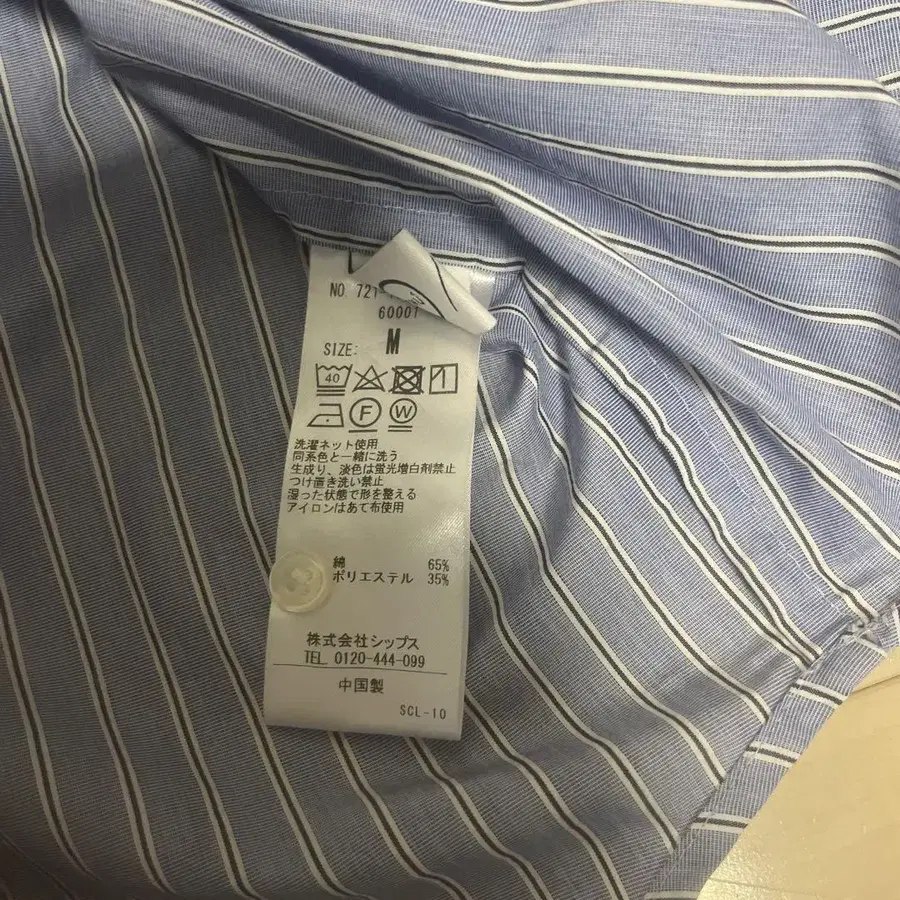 NO. 721-
60001
SIZE: M
40
F W
洗濯ネット使用
同系色と一緒に洗う
生成り、淡色は蛍光増白剤禁止
つけ置き洗い禁止
湿った状態で形を整える
アイロンはあて布使用
綿 65%
ポリエステル 35%
株式会社シップス
TEL 0120-444-099
中国製
SCL-10